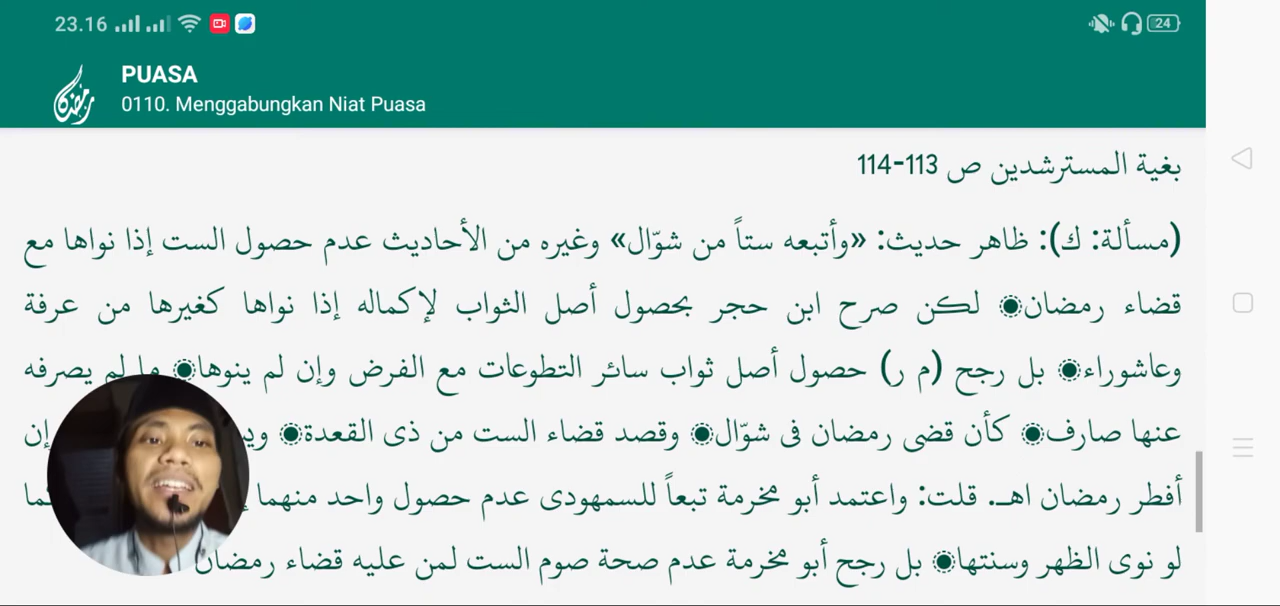 23.16
24
PUASA
0110. Menggabungkan Niat Puasa
بغية المسترشدين ص 113-114
(مسألة: ك): ظاهر حديث: «وأتبعه ستاً من شوّال» وغيره من الأحاديث عدم حصول الست إذا نواها مع
قضاء رمضان۞ لكن صرح ابن حجر بحصول أصل الثواب لإكماله إذا نواها كغيرها من عرفة
وعاشوراء۞ بل رجح (م ر) حصول أصل ثواب سائر التطوعات مع الفرض وإن لم ينوها۞ ما لم يصرفه
عنها صارف۞ كأن قضى رمضان فى شوّال۞ وقصد قضاء الست من ذى القعدة۞ إن
أفطر رمضان اهـ. قلت: واعتمد أبو مخرمة تبعاً للسمهودى عدم حصول واحد منهما
لو نوى الظهر وسنتها۞ بل رجح أبو مخرمة عدم صحة صوم الست لمن عليه قضاء رمضان